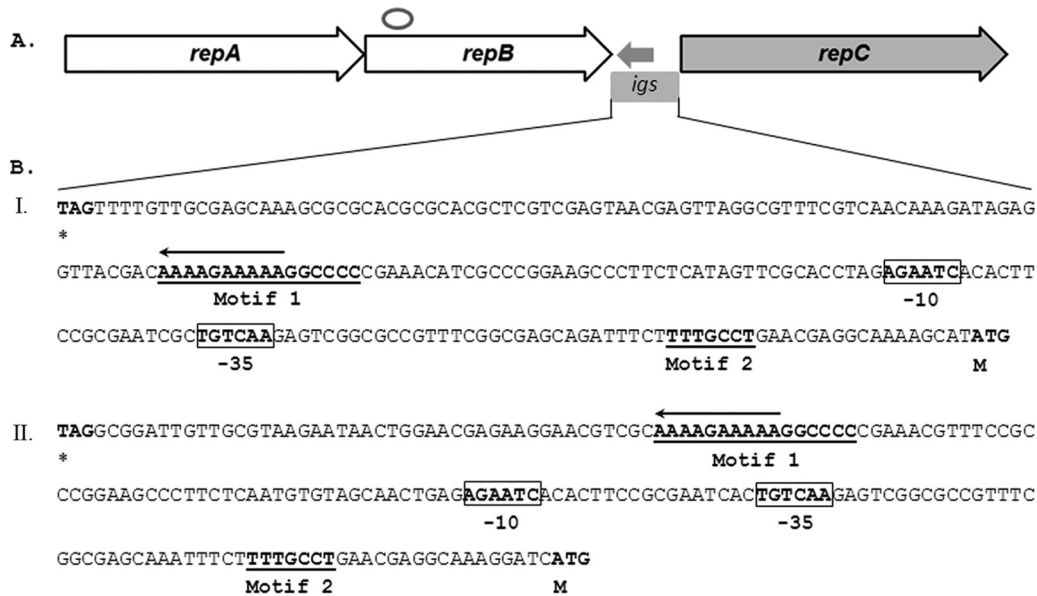 A.
repA repB igs repC
B.
I.
TAGTTTTGTTGCGAGCAAAGCGCGCACGCGCACGCTCGTCGAGTAACGAGTTAGGCGTTTCGTCAACAAAGATAGAG
*
GTTACGACAAAAGAAAAAGGCCCCCGAAACATCGCCCGGAAGCCCTTCTCATAGTTCGCACCTAGAGAATCACACTT
Motif 1 -10
CCGCGAATCGCTGTCAAGAGTCGGCGCCGTTTCGGCGAGCAGATTTCTTTTGCCTGAACGAGGCAAAAGCATATG
-35 Motif 2 M
II.
TAGGCGGATTGTTGCGTAAGAATAACTGGAACGAGAAGGAACGTCGCAAAAGAAAAAGGCCCCCGAAACGTTTCCGC
* Motif 1
CCGGAAGCCCTTCTCAATGTGTAGCAACTGAGAGAATCACACTTCCGCGAATCACTGTCAAGAGTCGGCGCCGTTTC
-10 -35
GGCGAGCAAATTTCTTTTGCCTGAACGAGGCAAAGGATCATG
Motif 2 M